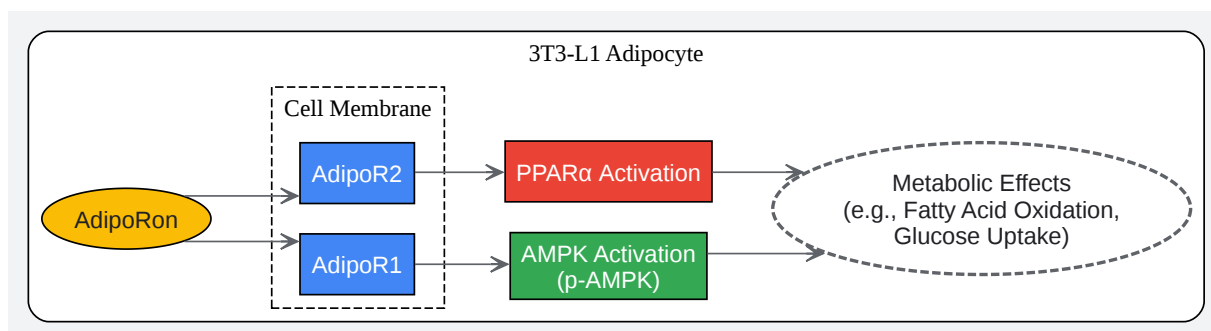 3T3-L1 Adipocyte
Cell Membrane
AdipoRon
AdipoR2
PPARα Activation
AdipoR1
AMPK Activation
(p-AMPK)
Metabolic Effects
(e.g., Fatty Acid Oxidation,
Glucose Uptake)